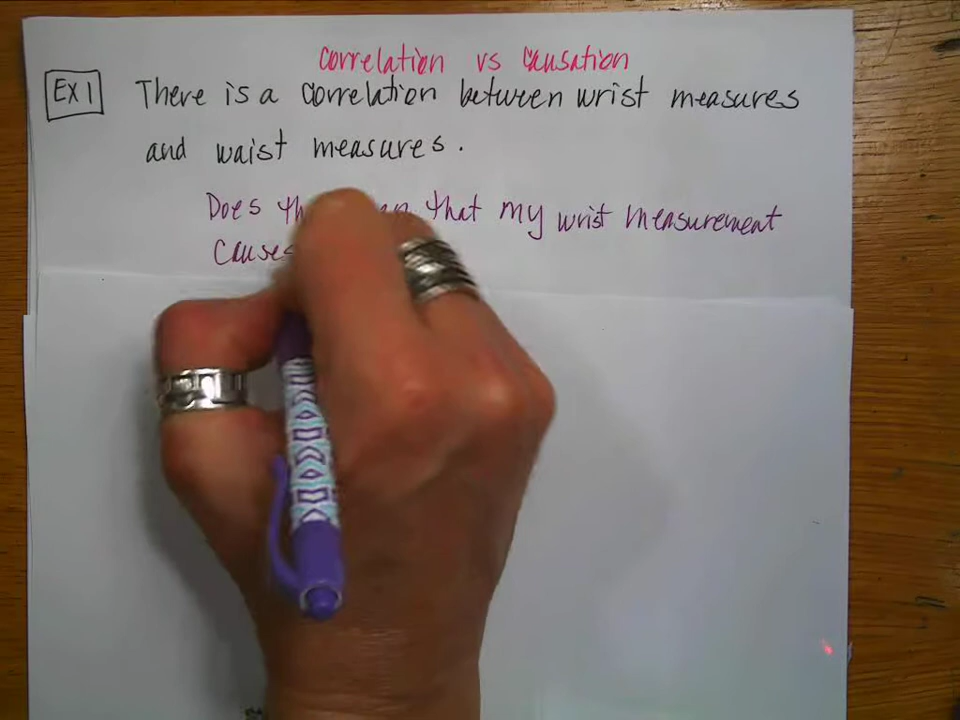 Correlation vs Causation
EX 1 There is a correlation between wrist measures
and waist measures.
Does that my wrist measurement
causes